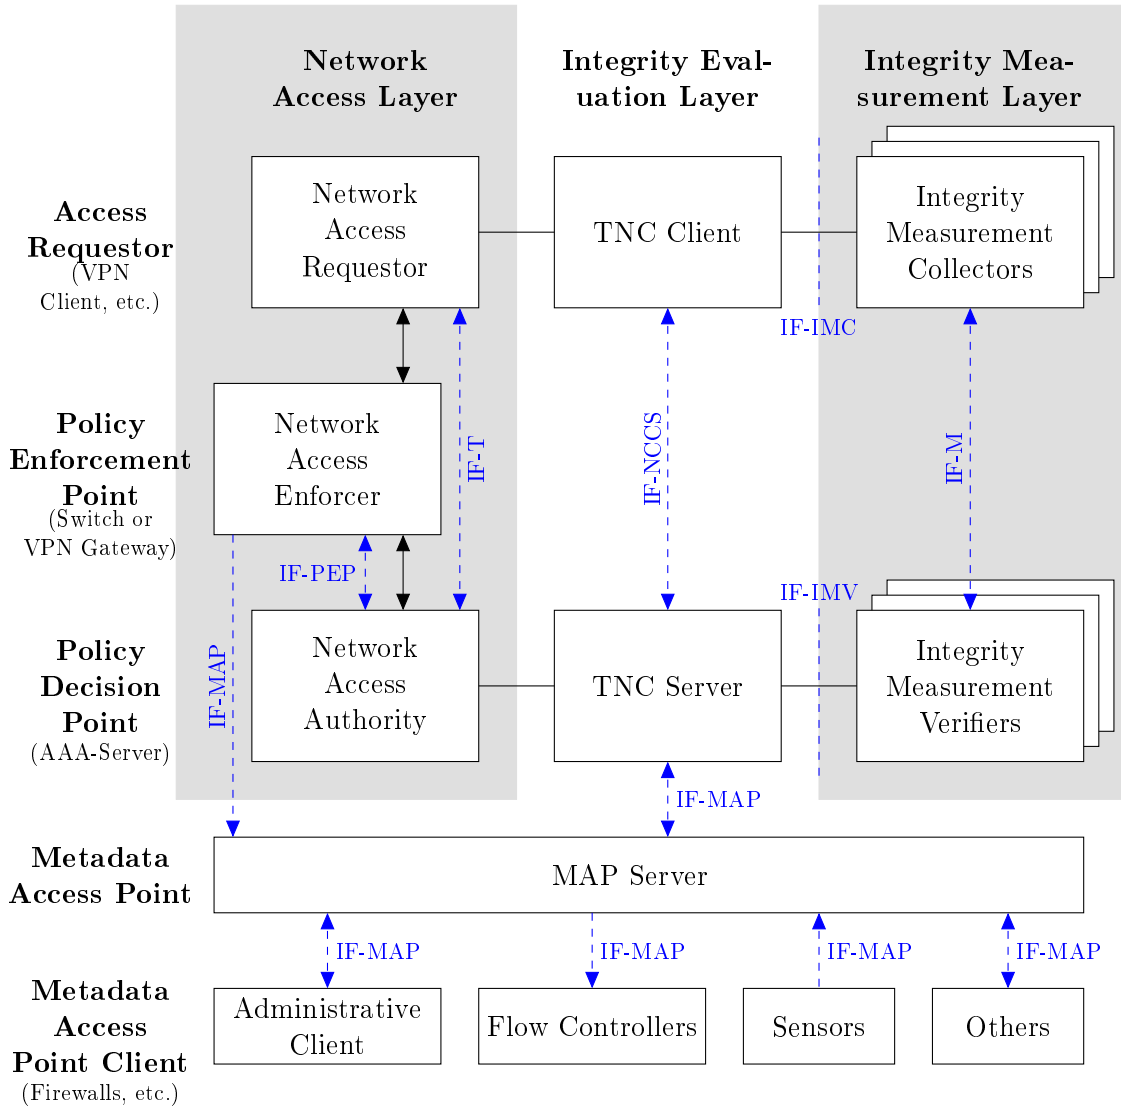 Network
Access Layer
Integrity Eval-
uation Layer
Integrity Mea-
surement Layer
Access
Requestor
(VPN
Client, etc.)
Network
Access
Requestor
TNC Client
Integrity
Measurement
Collectors
IF-IMC
Policy
Enforcement
Point
(Switch or
VPN Gateway)
Network
Access
Enforcer
IF-T
IF-NCCS
IF-M
IF-PEP
IF-IMV
IF-MAP
Policy
Decision
Point
(AAA-Server)
Network
Access
Authority
TNC Server
Integrity
Measurement
Verifiers
IF-MAP
Metadata
Access Point
MAP Server
IF-MAP
IF-MAP
IF-MAP
IF-MAP
Metadata
Access
Point Client
(Firewalls, etc.)
Administrative
Client
Flow Controllers
Sensors
Others